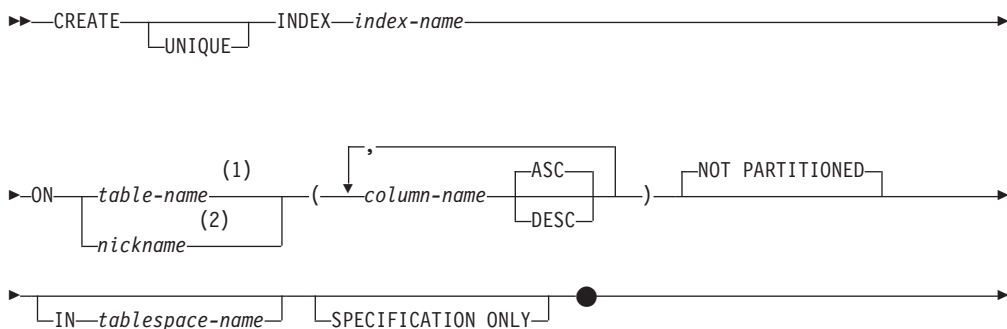 CREATE INDEX index-name
UNIQUE
,
(1) ASC NOT PARTITIONED
ON table-name ( column-name )
(2) DESC
nickname
IN tablespace-name SPECIFICATION ONLY